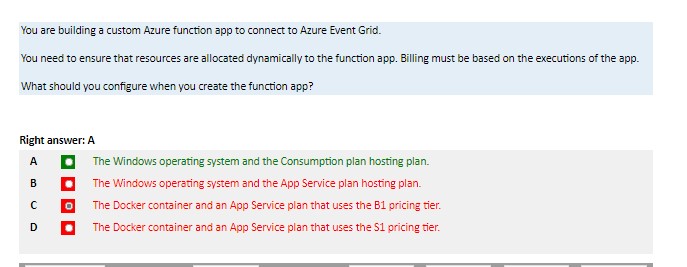 You are building a custom Azure function app to connect to Azure Event Grid.
You need to ensure that resources are allocated dynamically to the function app. Billing must be based on the executions of the app.
What should you configure when you create the function app?
Right answer: A
A The Windows operating system and the Consumption plan hosting plan.
B The Windows operating system and the App Service plan hosting plan.
C The Docker container and an App Service plan that uses the B1 pricing tier.
D The Docker container and an App Service plan that uses the S1 pricing tier.